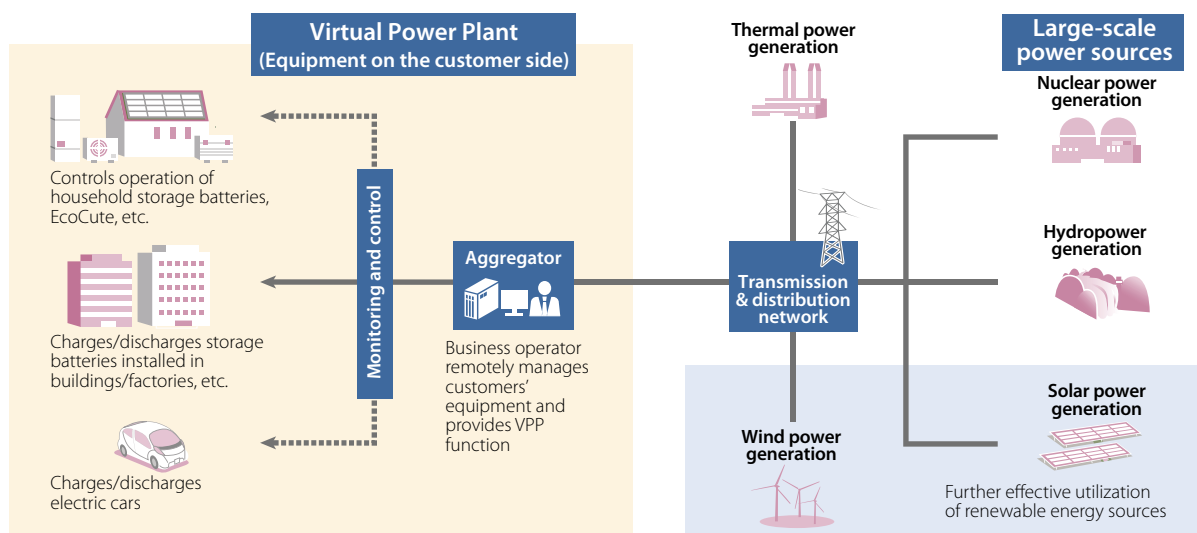 Virtual Power Plant
(Equipment on the customer side)
Controls operation of
household storage batteries,
EcoCute, etc.
Charges/discharges storage
batteries installed in
buildings/factories, etc.
Charges/discharges
electric cars
Monitoring and control
Aggregator
Business operator
remotely manages
customers’
equipment and
provides VPP
function
Thermal power
generation
Transmission
& distribution
network
Wind power
generation
Large-scale
power sources
Nuclear power
generation
Hydropower
generation
Solar power
generation
Further effective utilization
of renewable energy sources